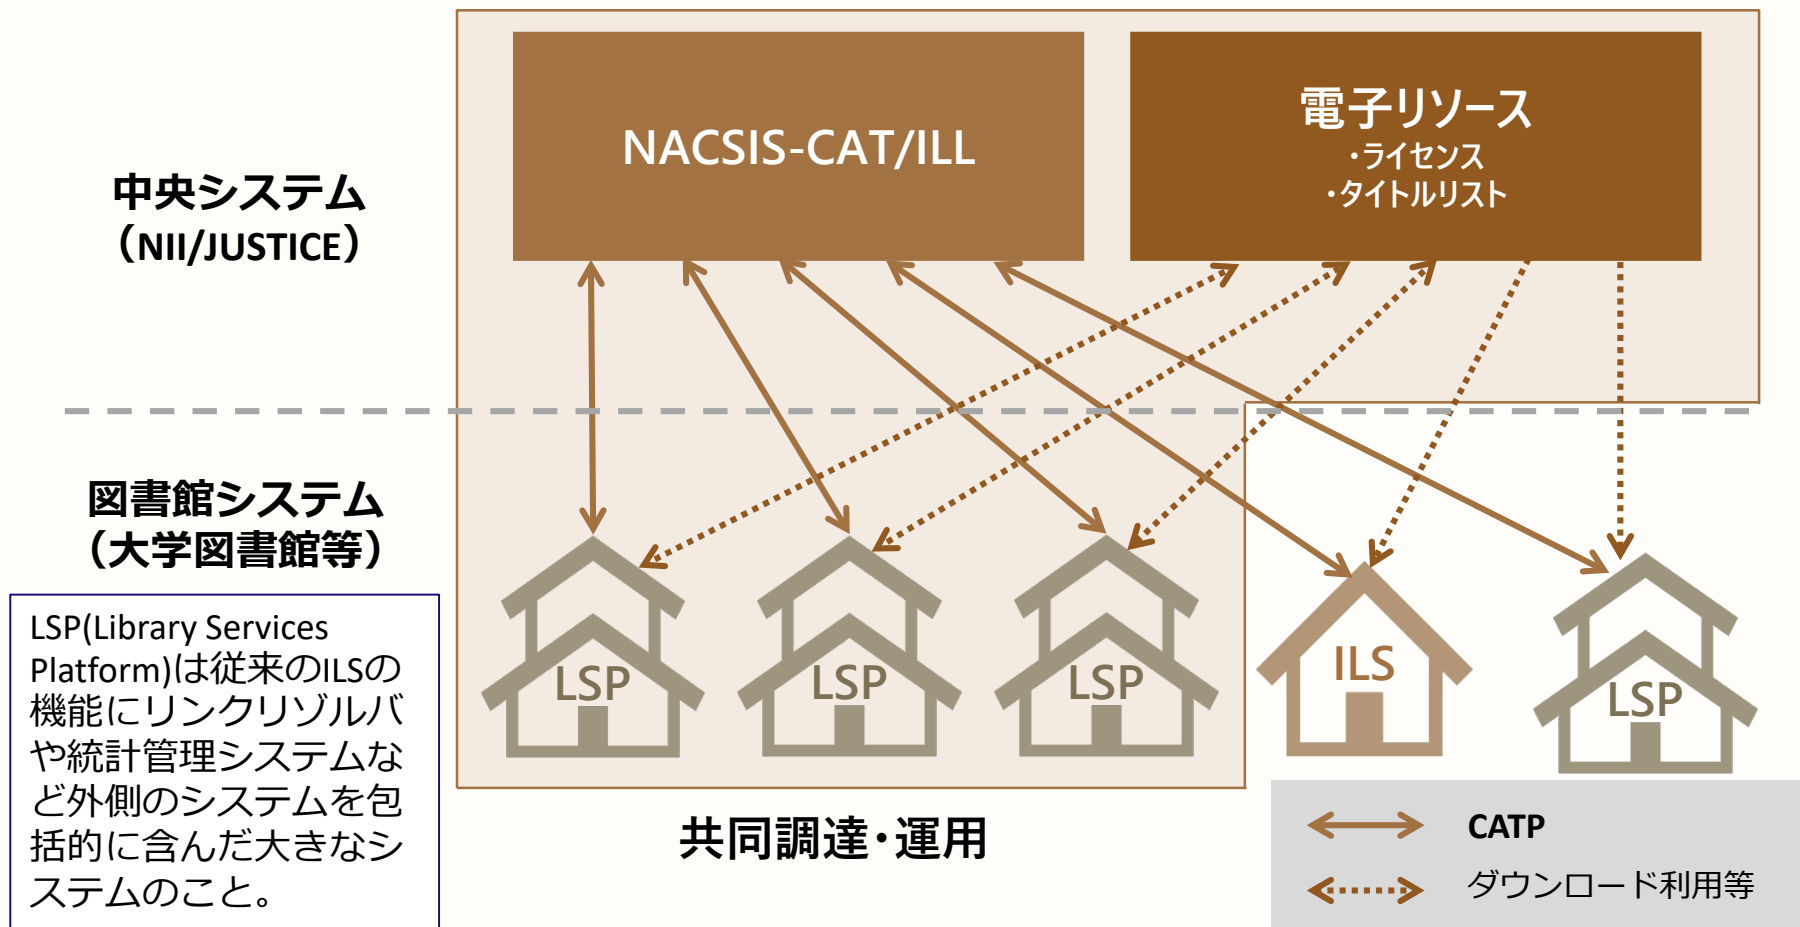 NACSIS-CAT/ILL
電子リソース
・ライセンス
・タイトルリスト
中央システム
（NII/JUSTICE）
図書館システム
（大学図書館等）
LSP(Library Services
Platform)は従来のILSの
機能にリンクリゾルバ
や統計管理システムな
ど外側のシステムを包
括的に含んだ大きなシ
ステムのこと。
LSP
LSP
LSP
ILS
LSP
共同調達・運用
CATP
ダウンロード利用等